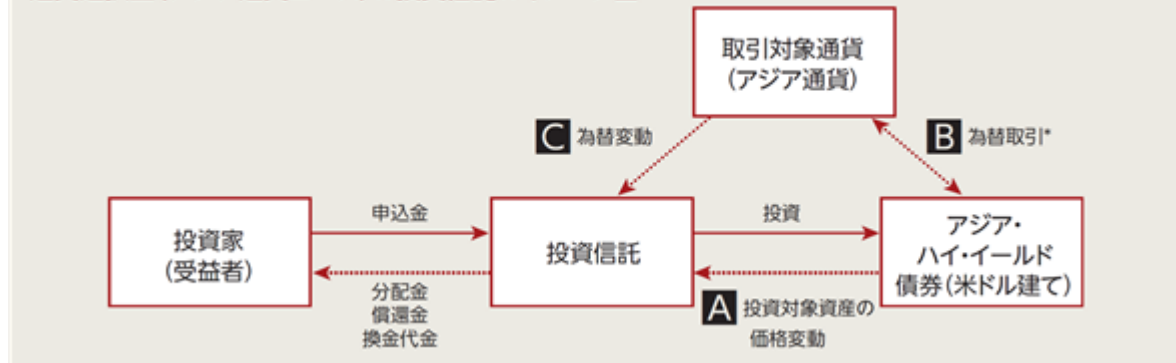 取引対象通貨
(アジア通貨)
C 為替変動
B 為替取引*
投資家
(受益者)
申込金
分配金
償還金
換金代金
投資信託
投資
A 投資対象資産の
価格変動
アジア・
ハイ・イールド
債券(米ドル建て)